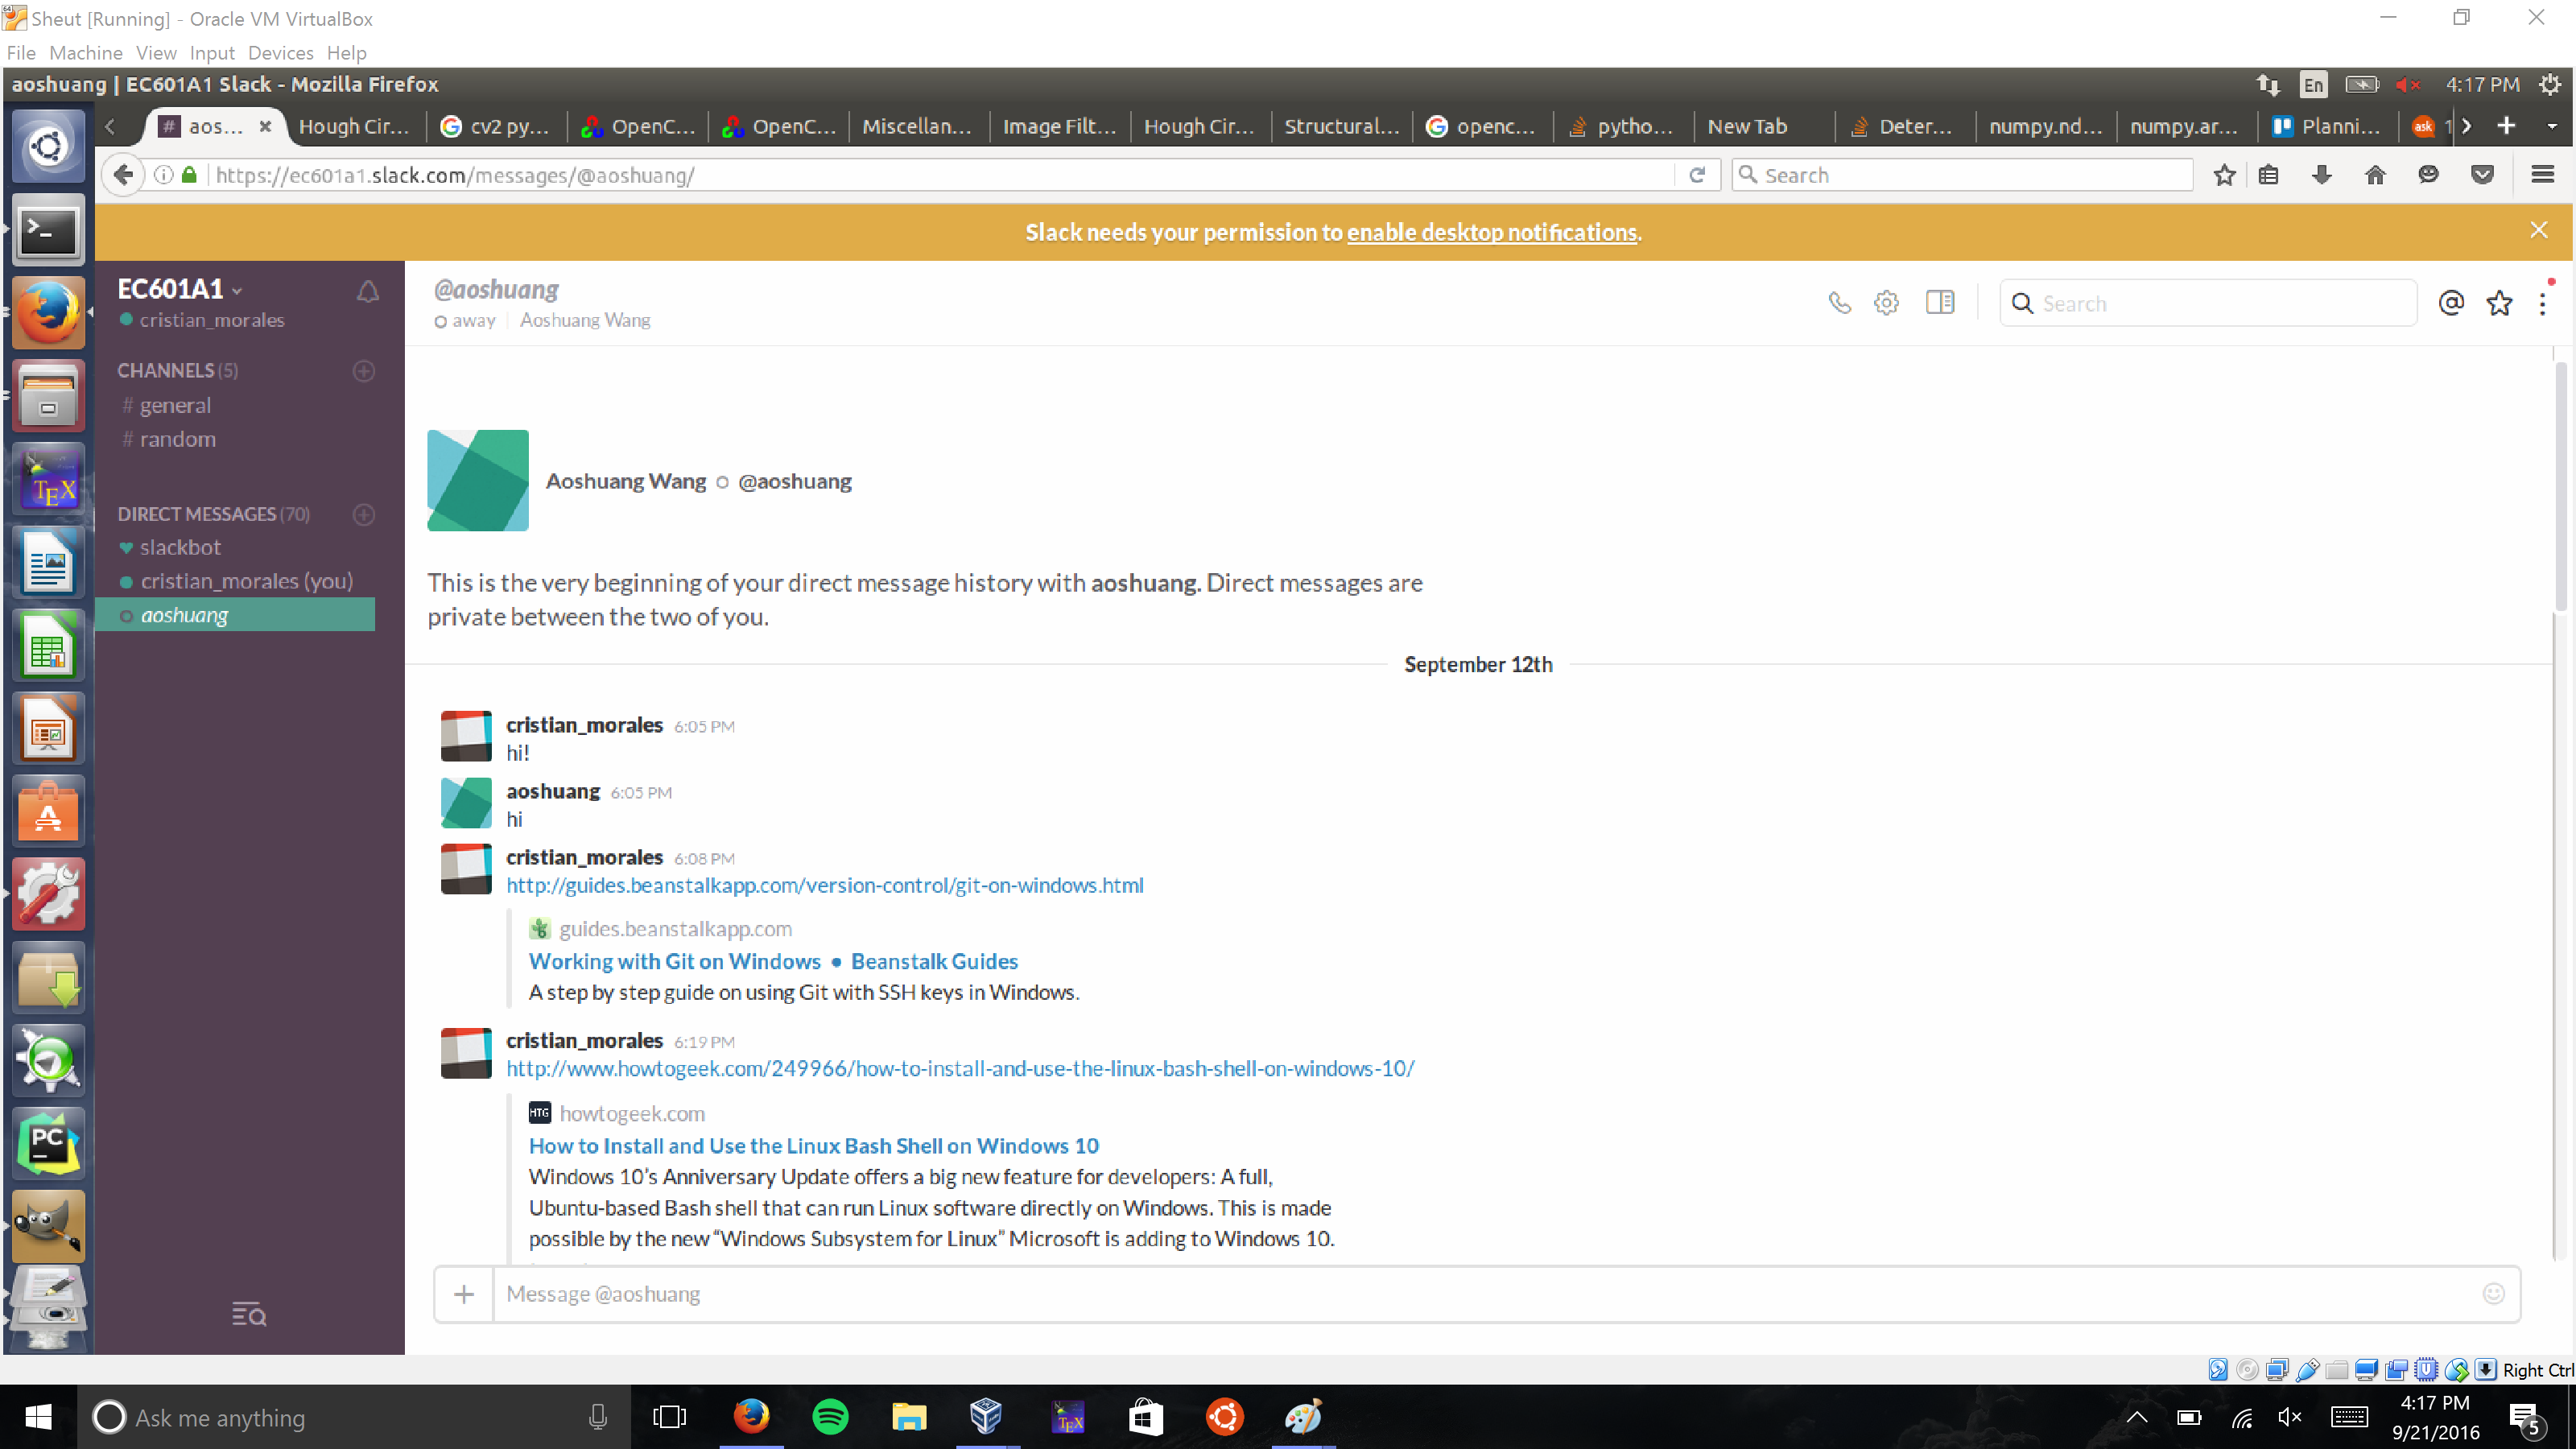 Sheut [Running] - Oracle VM VirtualBox
File Machine View Input Devices Help
aoshuang | EC601A1 Slack - Mozilla Firefox
En
4:17 PM
# aos...
Hough Cir...
cv2 py...
OpenC...
OpenC...
Miscellan...
Image Filt...
Hough Cir...
Structural...
openc...
pytho...
New Tab
Deter...
numpy.nd...
numpy.ar...
Planni...
ask 1
https://ec601a1.slack.com/messages/@aoshuang/
Search
Slack needs your permission to enable desktop notifications.
EC601A1
cristian_morales
CHANNELS (5)
# general
# random
DIRECT MESSAGES (70)
slackbot
cristian_morales (you)
aoshuang
@aoshuang
away | Aoshuang Wang
Search
Aoshuang Wang @aoshuang
This is the very beginning of your direct message history with aoshuang. Direct messages are
private between the two of you.
September 12th
cristian_morales 6:05 PM
hi!
aoshuang 6:05 PM
hi
cristian_morales 6:08 PM
http://guides.beanstalkapp.com/version-control/git-on-windows.html
guides.beanstalkapp.com
Working with Git on Windows • Beanstalk Guides
A step by step guide on using Git with SSH keys in Windows.
cristian_morales 6:19 PM
http://www.howtogeek.com/249966/how-to-install-and-use-the-linux-bash-shell-on-windows-10/
HTG howtogeek.com
How to Install and Use the Linux Bash Shell on Windows 10
Windows 10's Anniversary Update offers a big new feature for developers: A full,
Ubuntu-based Bash shell that can run Linux software directly on Windows. This is made
possible by the new “Windows Subsystem for Linux” Microsoft is adding to Windows 10.
Message @aoshuang
TEX
PC
Right Ctrl
Ask me anything
TEX
4:17 PM
9/21/2016
5